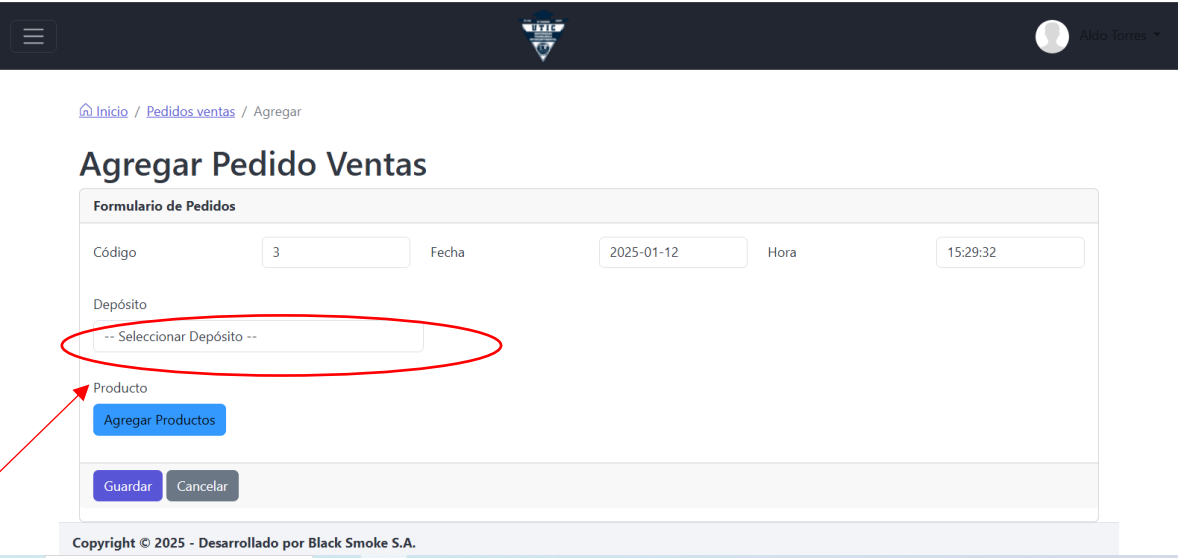 UTIC
Aldo Torres
Inicio / Pedidos ventas / Agregar
Agregar Pedido Ventas
Formulario de Pedidos
Código 3 Fecha 2025-01-12 Hora 15:29:32
Depósito
-- Seleccionar Depósito --
Producto
Agregar Productos
Guardar Cancelar
Copyright © 2025 - Desarrollado por Black Smoke S.A.